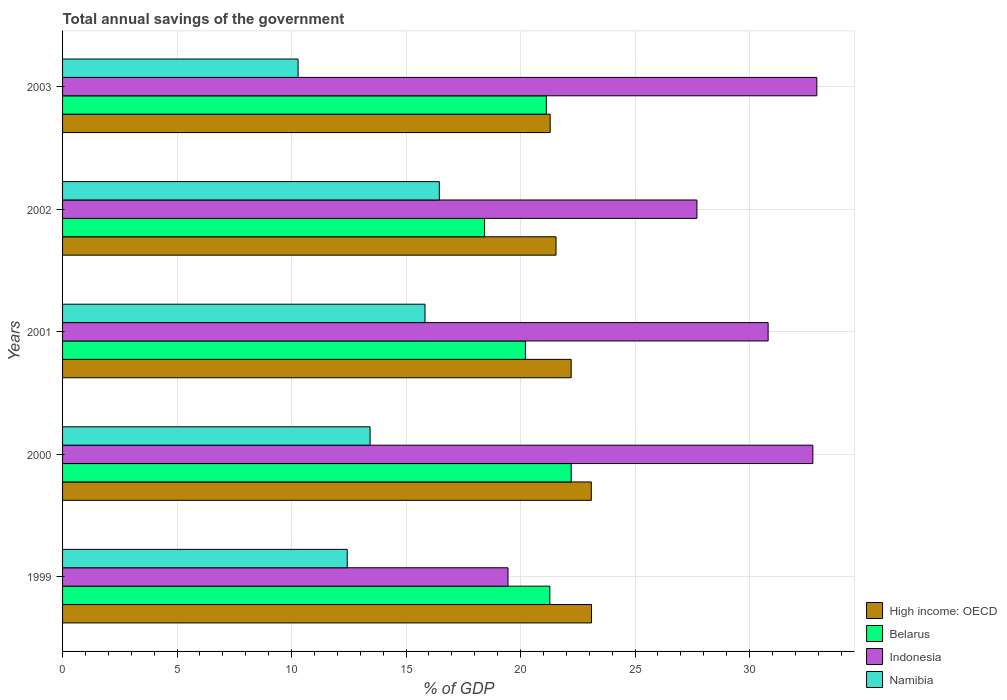 Total annual savings of the government
Years
2003
2002
2001
2000
1999
0
5
10
15
20
25
30
% of GDP
High income: OECD
Belarus
Indonesia
Namibia